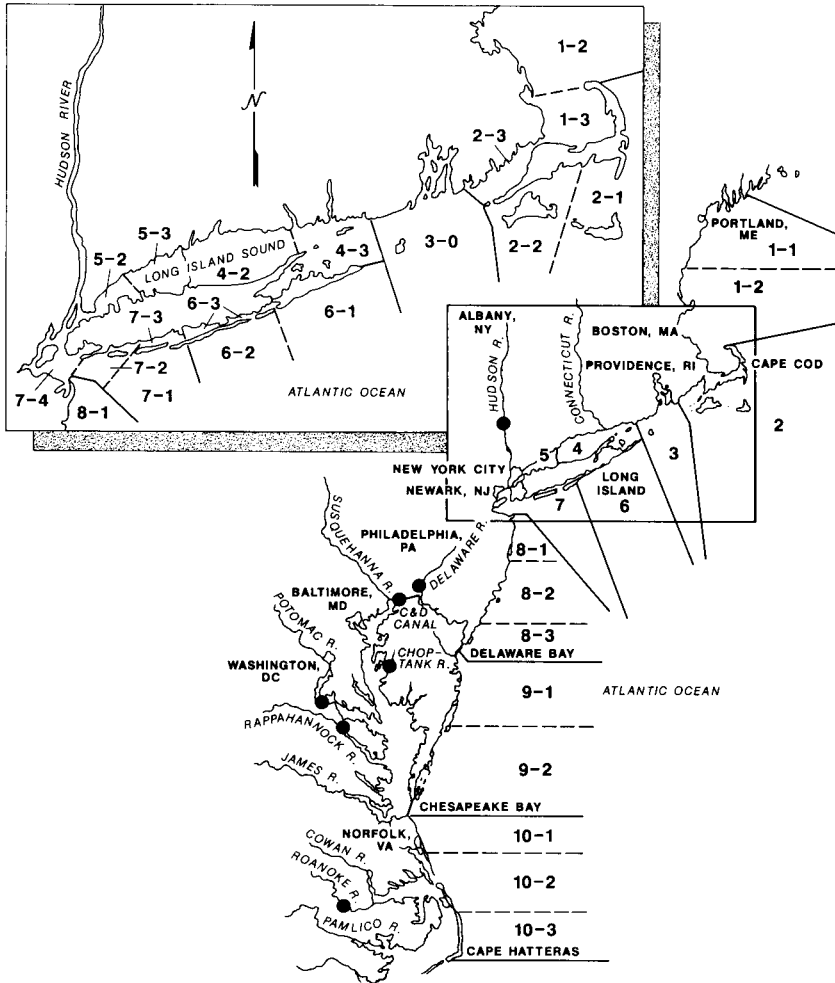 1-2
N
HUDSON RIVER
2-3
1-3
5-3
5-2
LONG ISLAND SOUND
4-2
4-3
3-0
2-2
2-1
7-3
6-3
6-1
7-2
6-2
7-4
8-1
7-1
ATLANTIC OCEAN
PORTLAND,
ME
1-1
1-2
ALBANY,
NY
HUDSON R.
CONNECTICUT R.
BOSTON, MA
PROVIDENCE, RI
CAPE COD
2
5
4
3
NEW YORK CITY
NEWARK, NJ
LONG
ISLAND
7
6
SUSQUEHANNA R.
PHILADELPHIA,
PA
DELAWARE R.
8-1
BALTIMORE,
MD
C&D
CANAL
8-2
POTOMAC R.
8-3
CHOP-
TANK R.
DELAWARE BAY
WASHINGTON,
DC
9-1
ATLANTIC OCEAN
RAPPAHANNOCK R.
JAMES R.
9-2
CHESAPEAKE BAY
NORFOLK,
VA
10-1
COWAN R.
ROANOKE R.
10-2
PAMLICO R.
10-3
CAPE HATTERAS